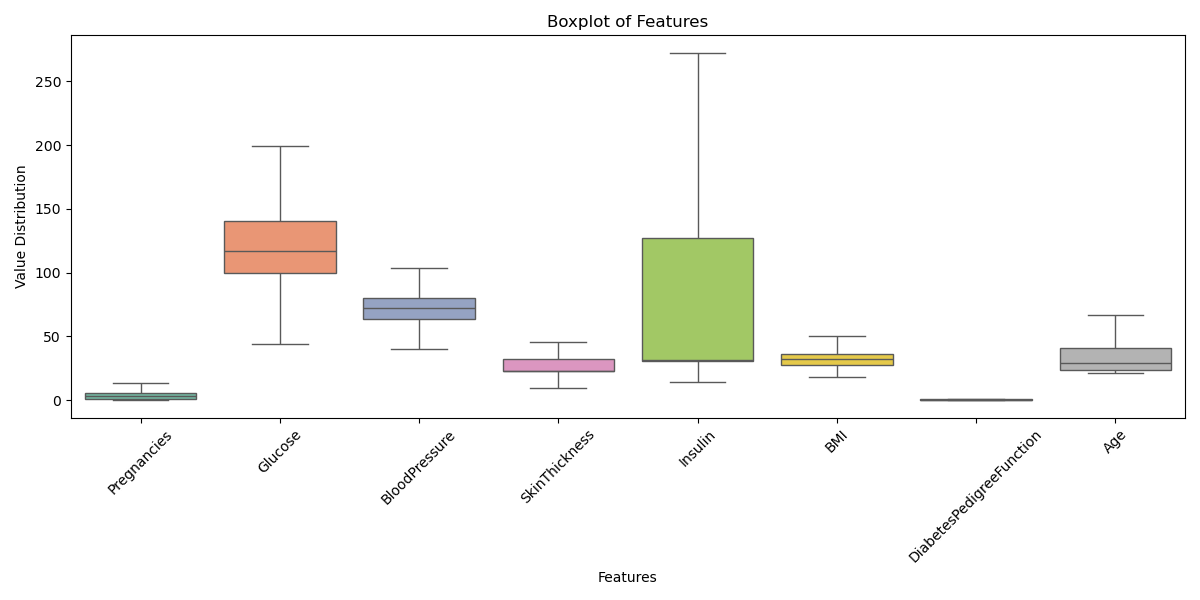 Boxplot of Features
Value Distribution
250
200
150
100
50
0
Pregnancies
Glucose
BloodPressure
SkinThickness
Insulin
BMI
DiabetesPedigreeFunction
Age
Features